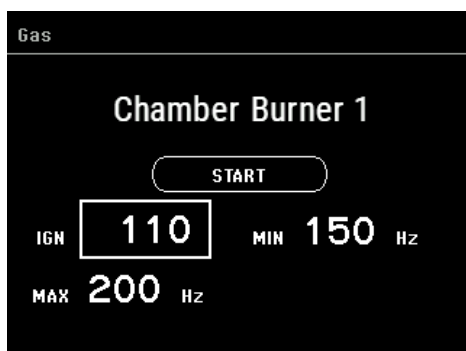 Gas
Chamber Burner 1
START
IGN 110 MIN 150 Hz
MAX 200 Hz